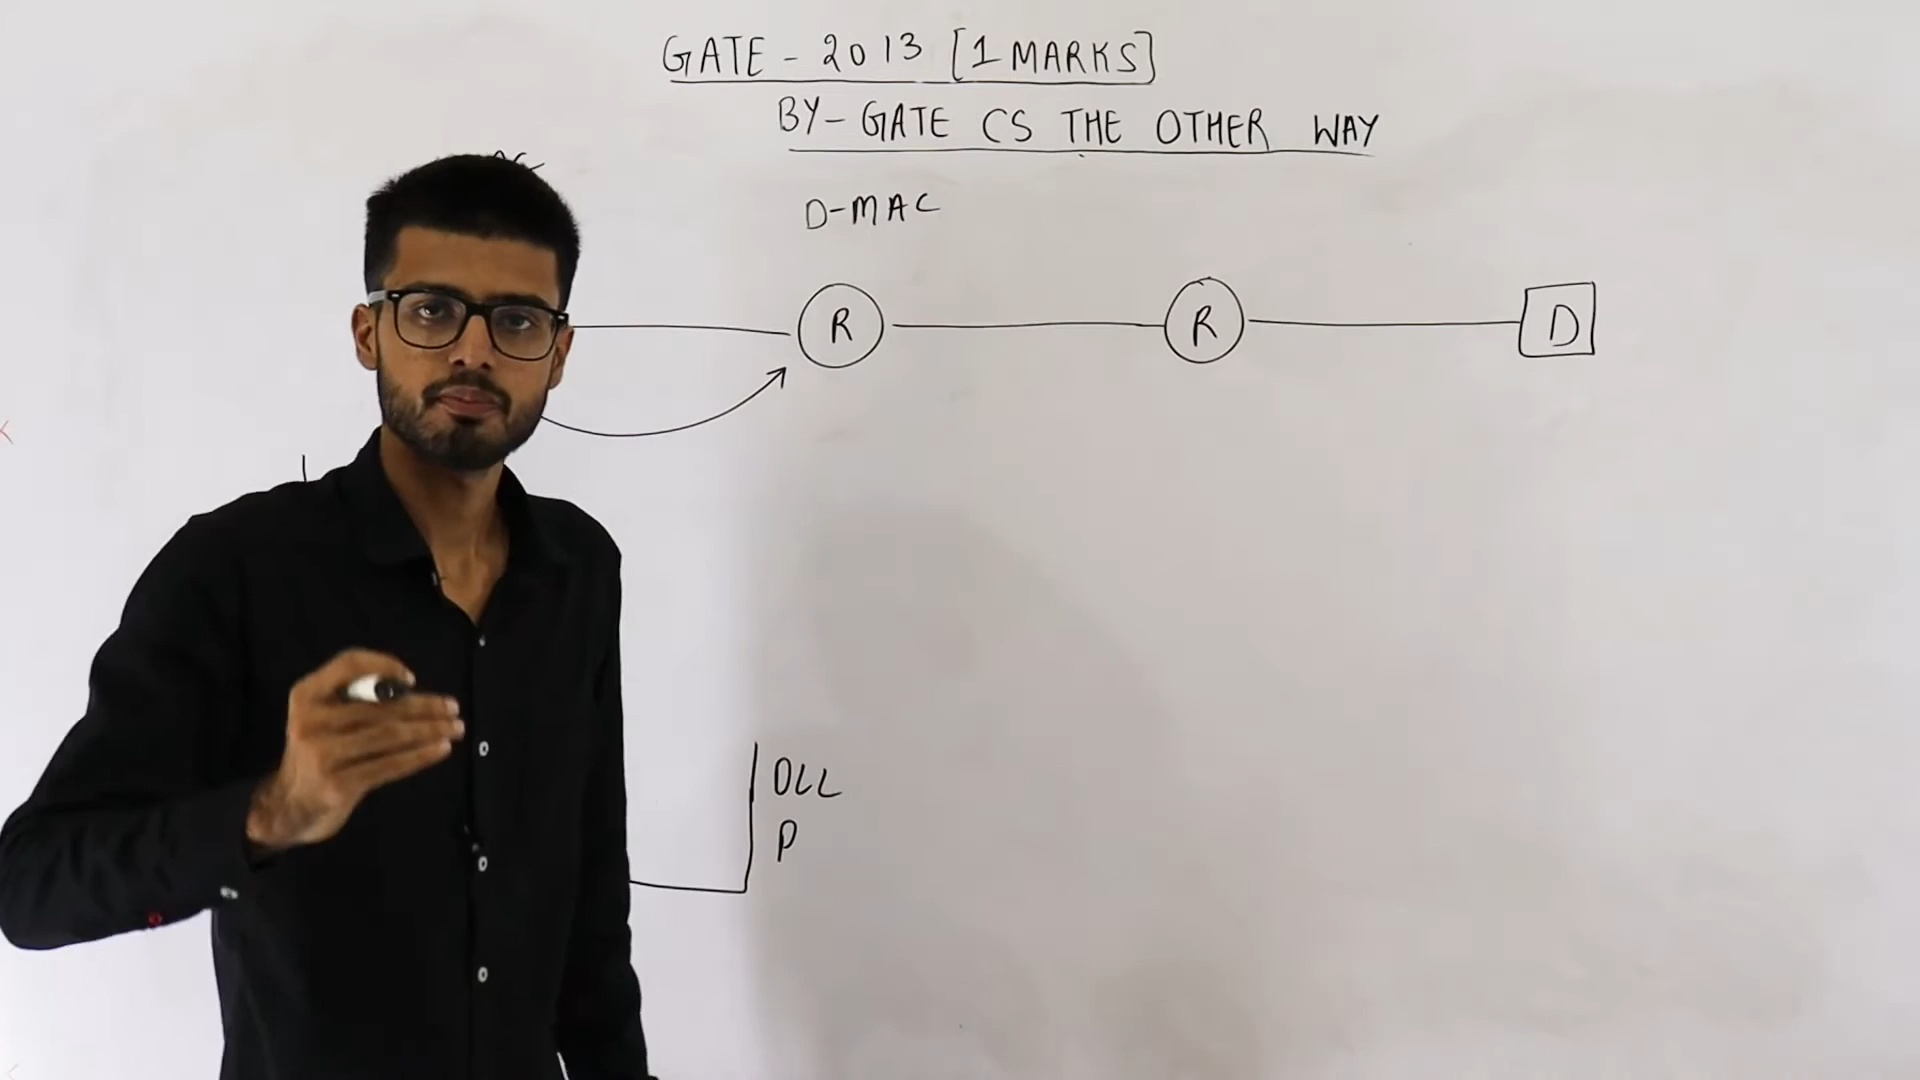 GATE - 2013 [1 MARKS]
BY - GATE CS THE OTHER WAY
D-MAC
R
R
D
DLL
P